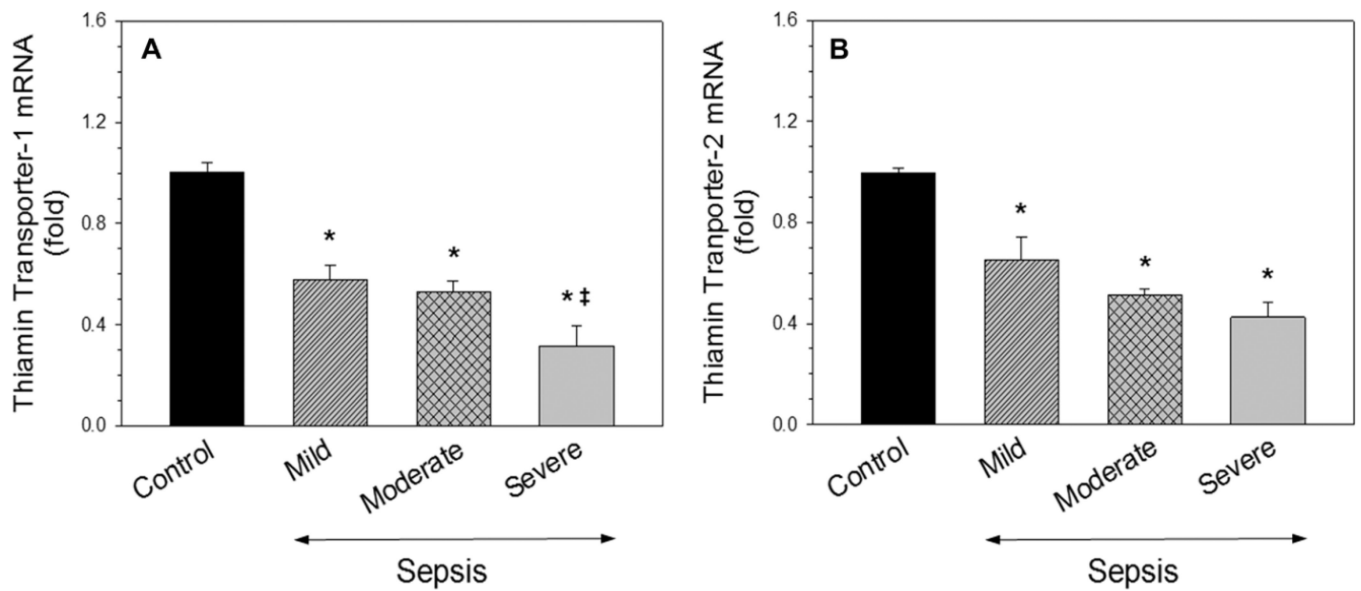 A
Thiamin Transporter-1 mRNA
(fold)
1.6
1.2
0.8
0.4
0.0
*
*
* ‡
Control
Mild
Moderate
Severe
Sepsis
B
Thiamin Tranporter-2 mRNA
(fold)
1.6
1.2
0.8
0.4
0.0
*
*
*
Control
Mild
Moderate
Severe
Sepsis